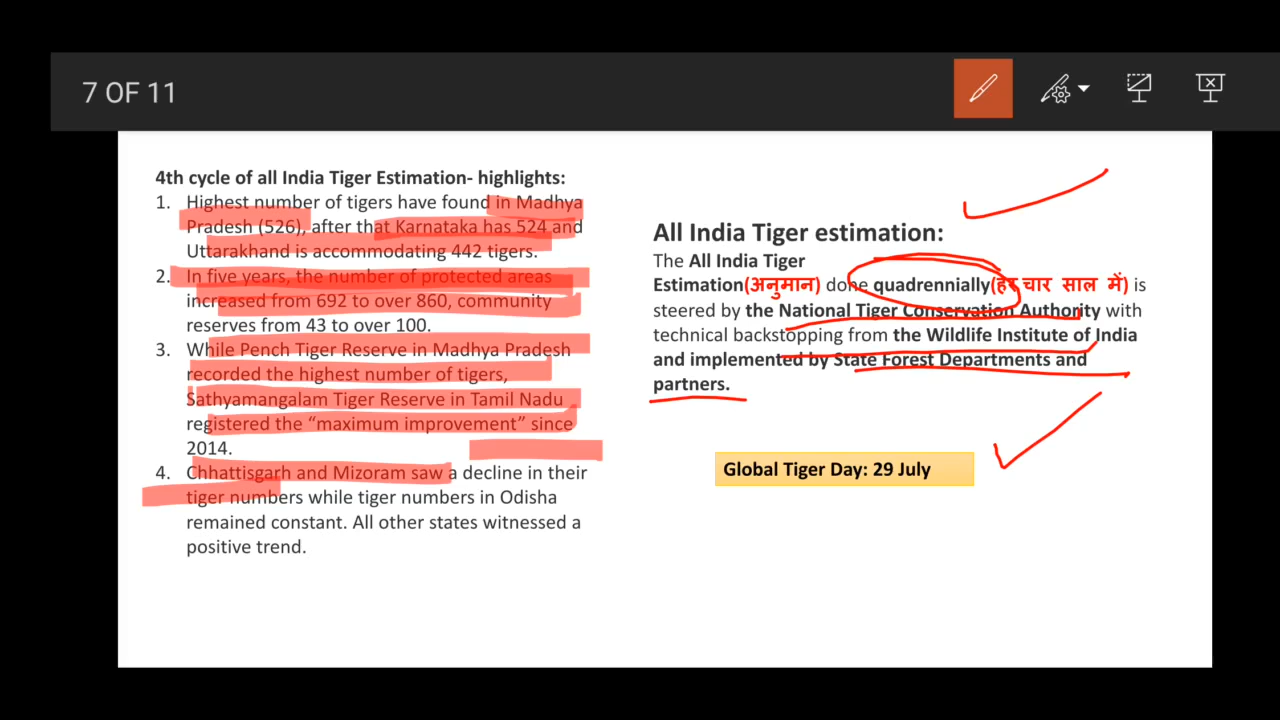 7 OF 11
4th cycle of all India Tiger Estimation- highlights:
1. Highest number of tigers have found in Madhya
Pradesh (526), after that Karnataka has 524 and
Uttarakhand is accommodating 442 tigers.
2. In five years, the number of protected areas
increased from 692 to over 860, community
reserves from 43 to over 100.
3. While Pench Tiger Reserve in Madhya Pradesh
recorded the highest number of tigers,
Sathyamangalam Tiger Reserve in Tamil Nadu
registered the “maximum improvement” since
2014.
4. Chhattisgarh and Mizoram saw a decline in their
tiger numbers while tiger numbers in Odisha
remained constant. All other states witnessed a
positive trend.
All India Tiger estimation:
The All India Tiger
Estimation(अनुमान) done quadrennially(हर चार साल में) is
steered by the National Tiger Conservation Authority with
technical backstopping from the Wildlife Institute of India
and implemented by State Forest Departments and
partners.
Global Tiger Day: 29 July